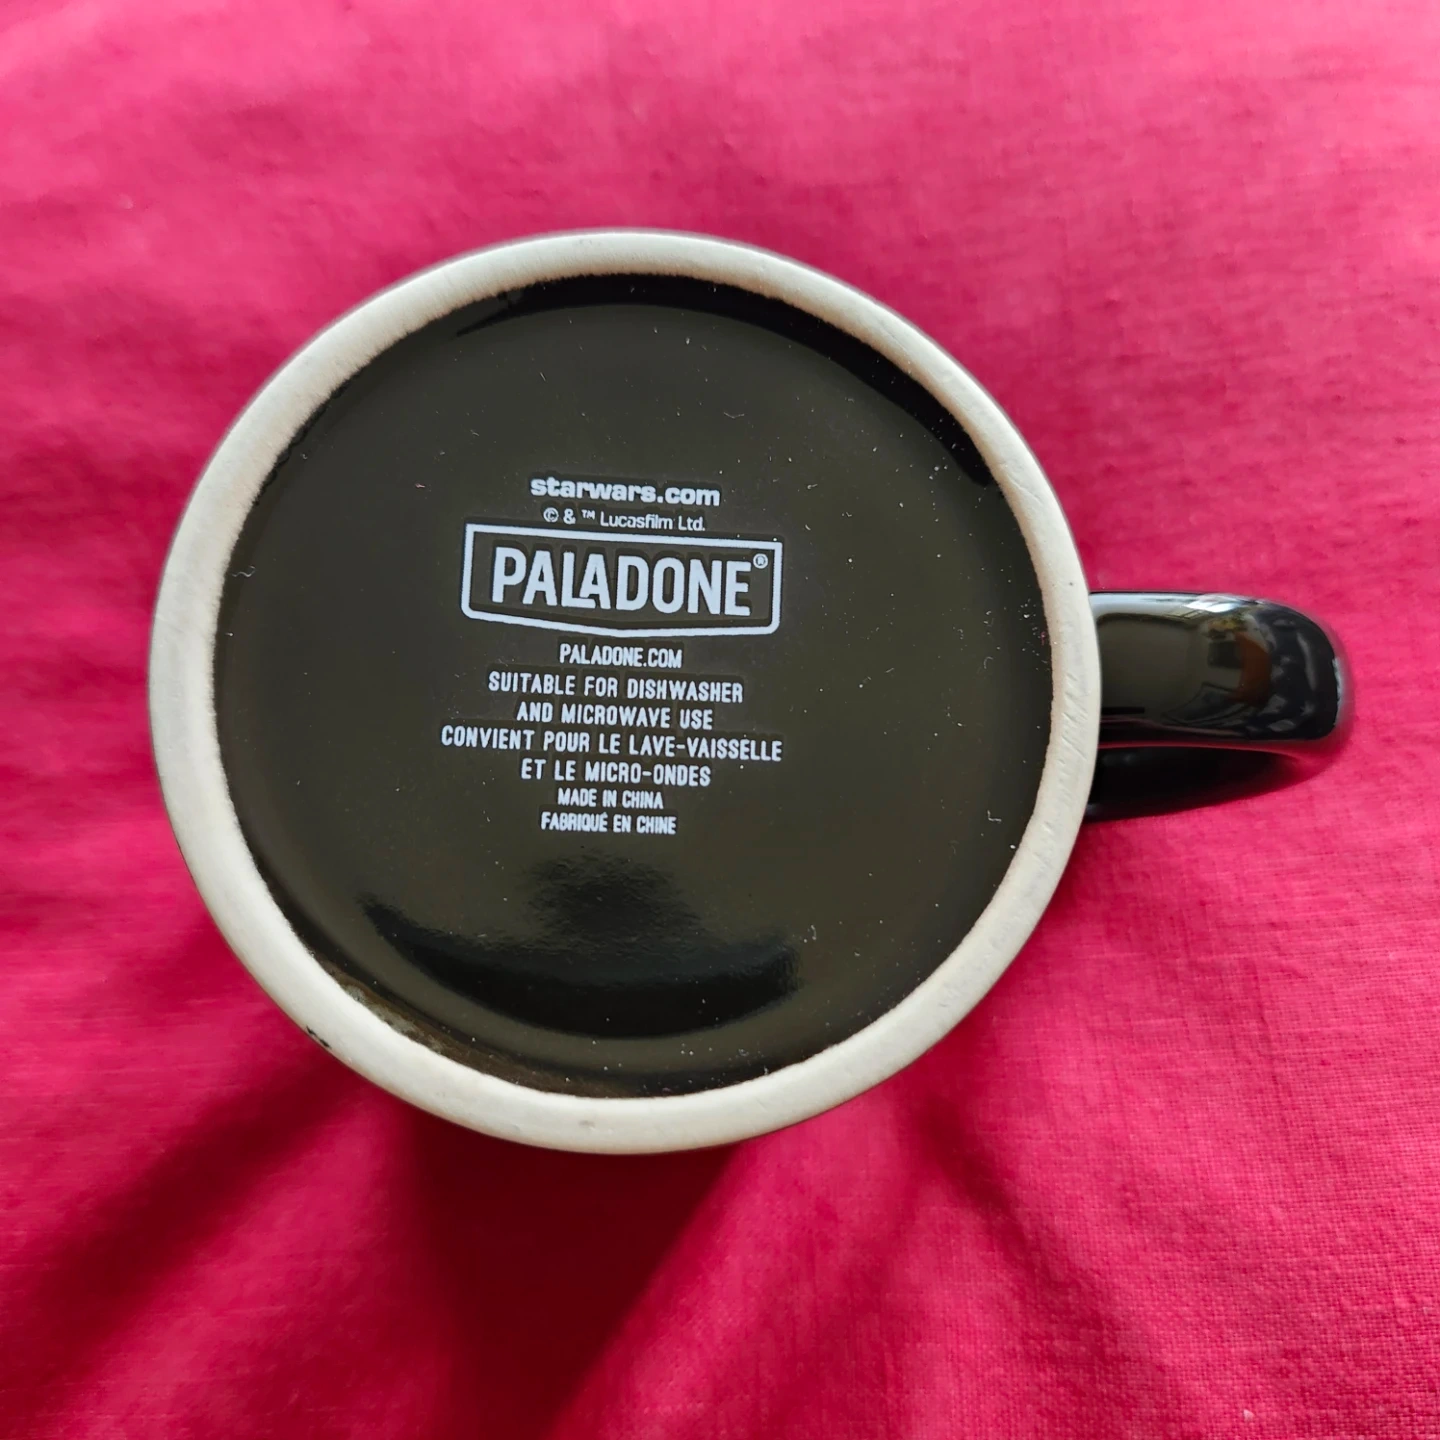 starwars.com
© & ™ Lucasfilm Ltd.
PALADONE®
PALADONE.COM
SUITABLE FOR DISHWASHER
AND MICROWAVE USE
CONVIENT POUR LE LAVE-VAISSELLE
ET LE MICRO-ONDES
MADE IN CHINA
FABRIQUÉ EN CHINE